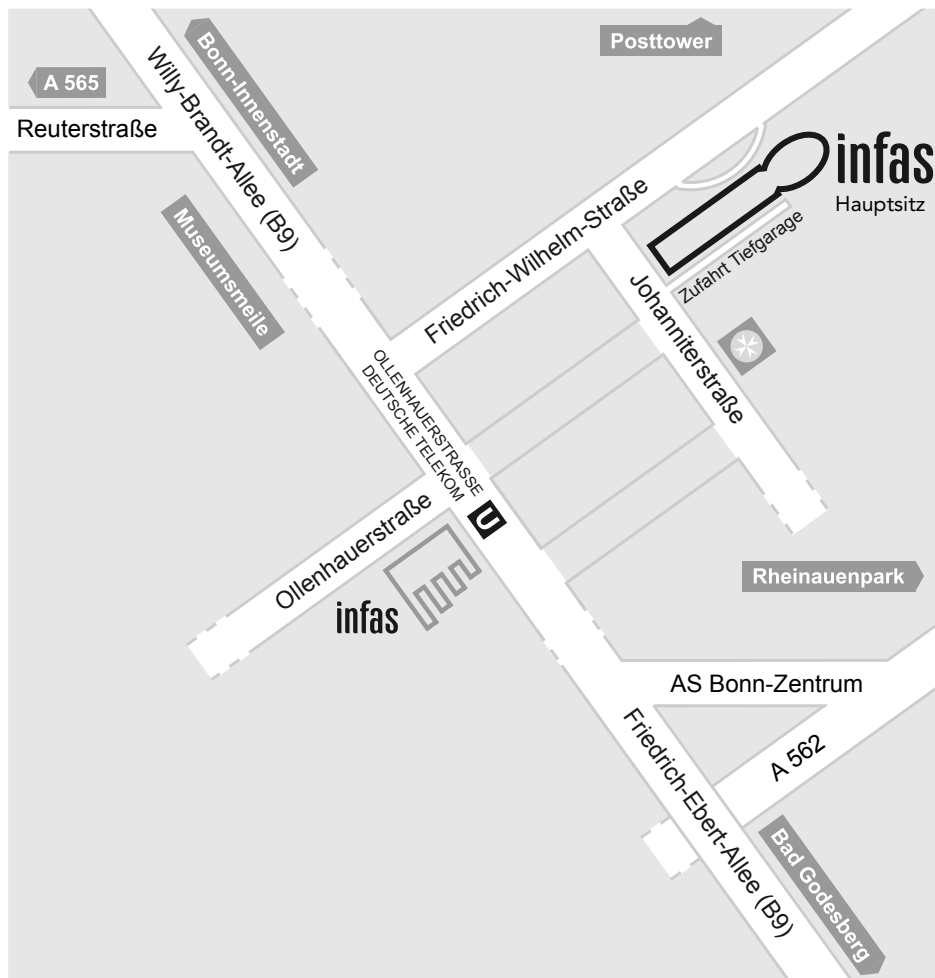 Posttower
Bonn-Innenstadt
A 565
Willy-Brandt-Allee (B9)
Reuterstraße
infas
Hauptsitz
Museumsmeile
Friedrich-Wilhelm-Straße
Zufahrt Tiefgarage
Johanniterstraße
OLLENHAUERSTRASSE
DEUTSCHE TELEKOM
U
Ollenhauerstraße
infas
Rheinauenpark
AS Bonn-Zentrum
A 562
Friedrich-Ebert-Allee (B9)
Bad Godesberg